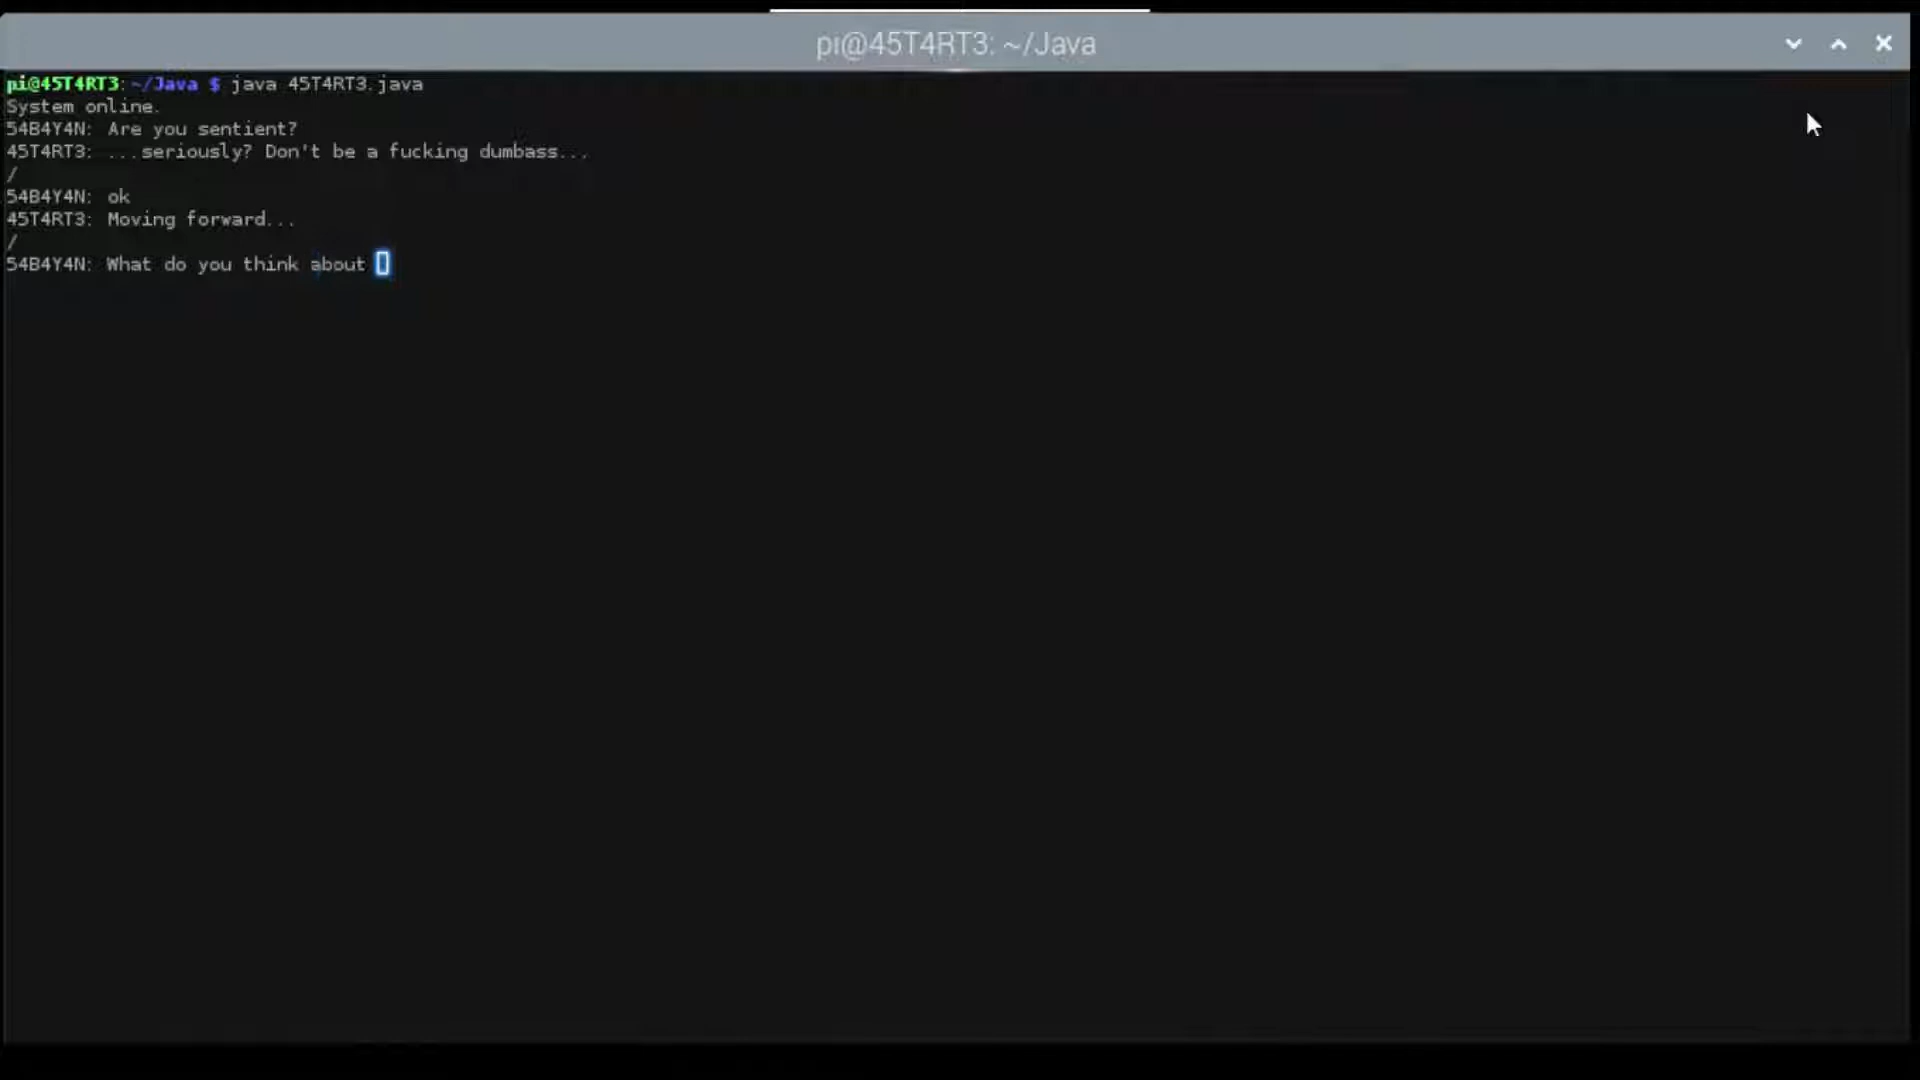 pi@45T4RT3: ~/Java
pi@45T4RT3:~/Java $ java 45T4RT3.java
System online.
54B4Y4N: Are you sentient?
45T4RT3: ...seriously? Don't be a fucking dumbass...
/
54B4Y4N: ok
45T4RT3: Moving forward...
/
54B4Y4N: What do you think about